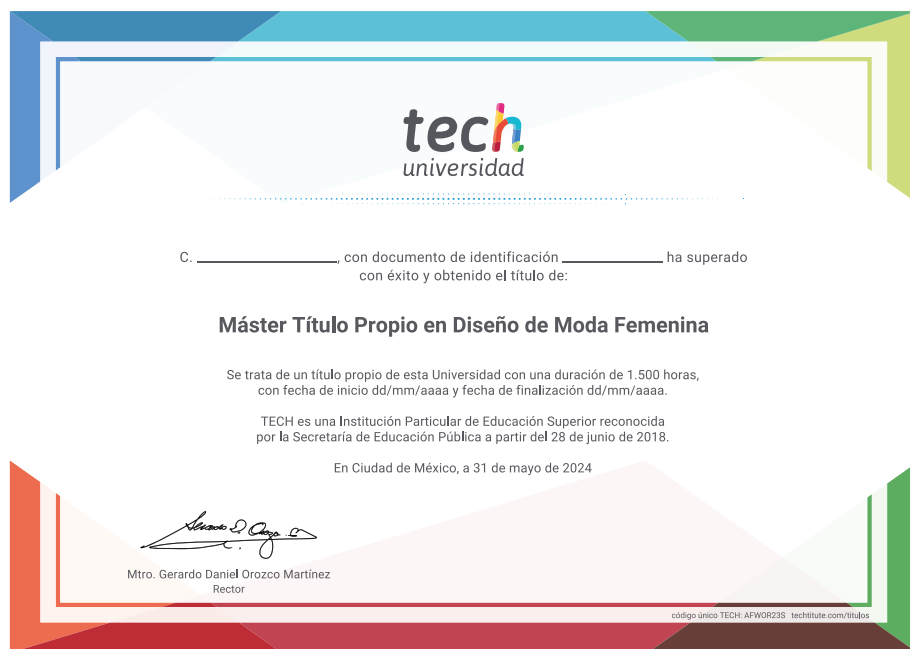 tech
universidad
C. ____________, con documento de identificación ____________ ha superado
con éxito y obtenido el título de:
Máster Título Propio en Diseño de Moda Femenina
Se trata de un título propio de esta Universidad con una duración de 1.500 horas,
con fecha de inicio dd/mm/aaaa y fecha de finalización dd/mm/aaaa.
TECH es una Institución Particular de Educación Superior reconocida
por la Secretaría de Educación Pública a partir del 28 de junio de 2018.
En Ciudad de México, a 31 de mayo de 2024
Mtro. Gerardo Daniel Orozco Martínez
Rector
código único TECH: AFWOR23S techtitute.com/titulos